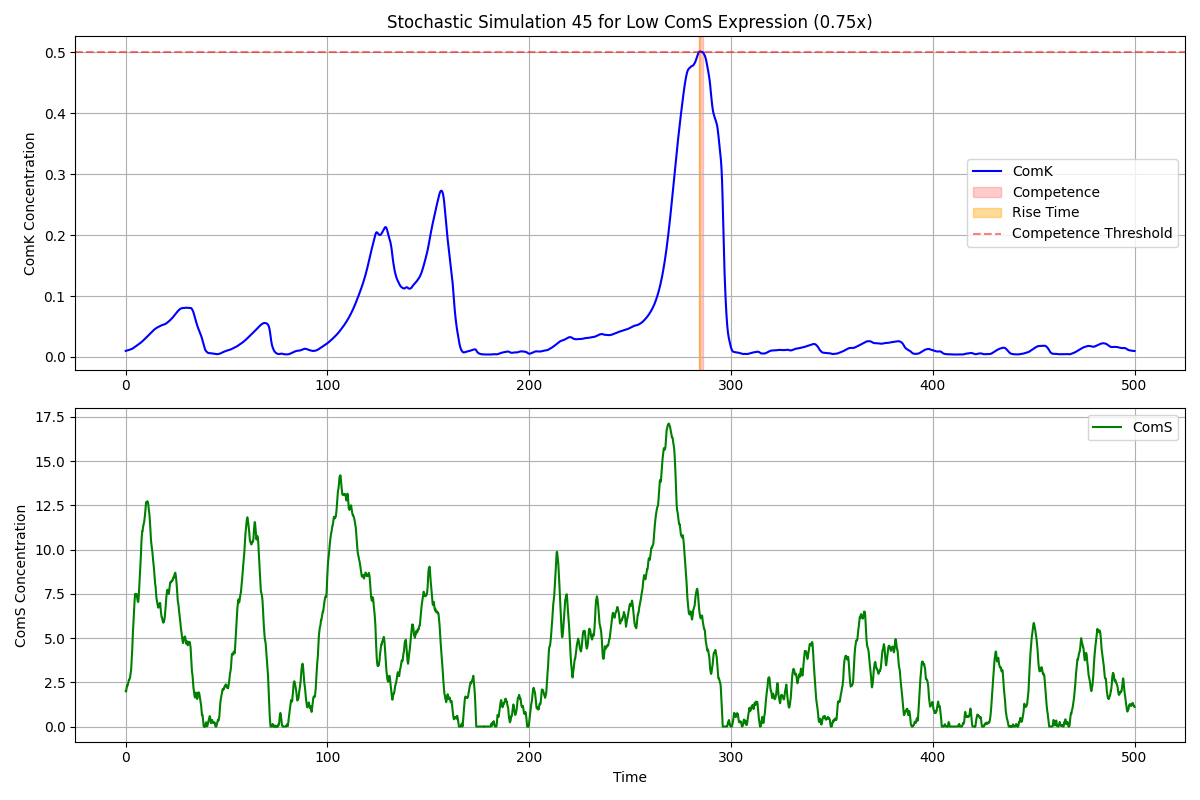 Stochastic Simulation 45 for Low ComS Expression (0.75x)
ComK Concentration
0.5
0.4
0.3
0.2
0.1
0.0
0 100 200 300 400 500
ComK
Competence
Rise Time
Competence Threshold
ComS Concentration
17.5
15.0
12.5
10.0
7.5
5.0
2.5
0.0
0 100 200 300 400 500
ComS
Time